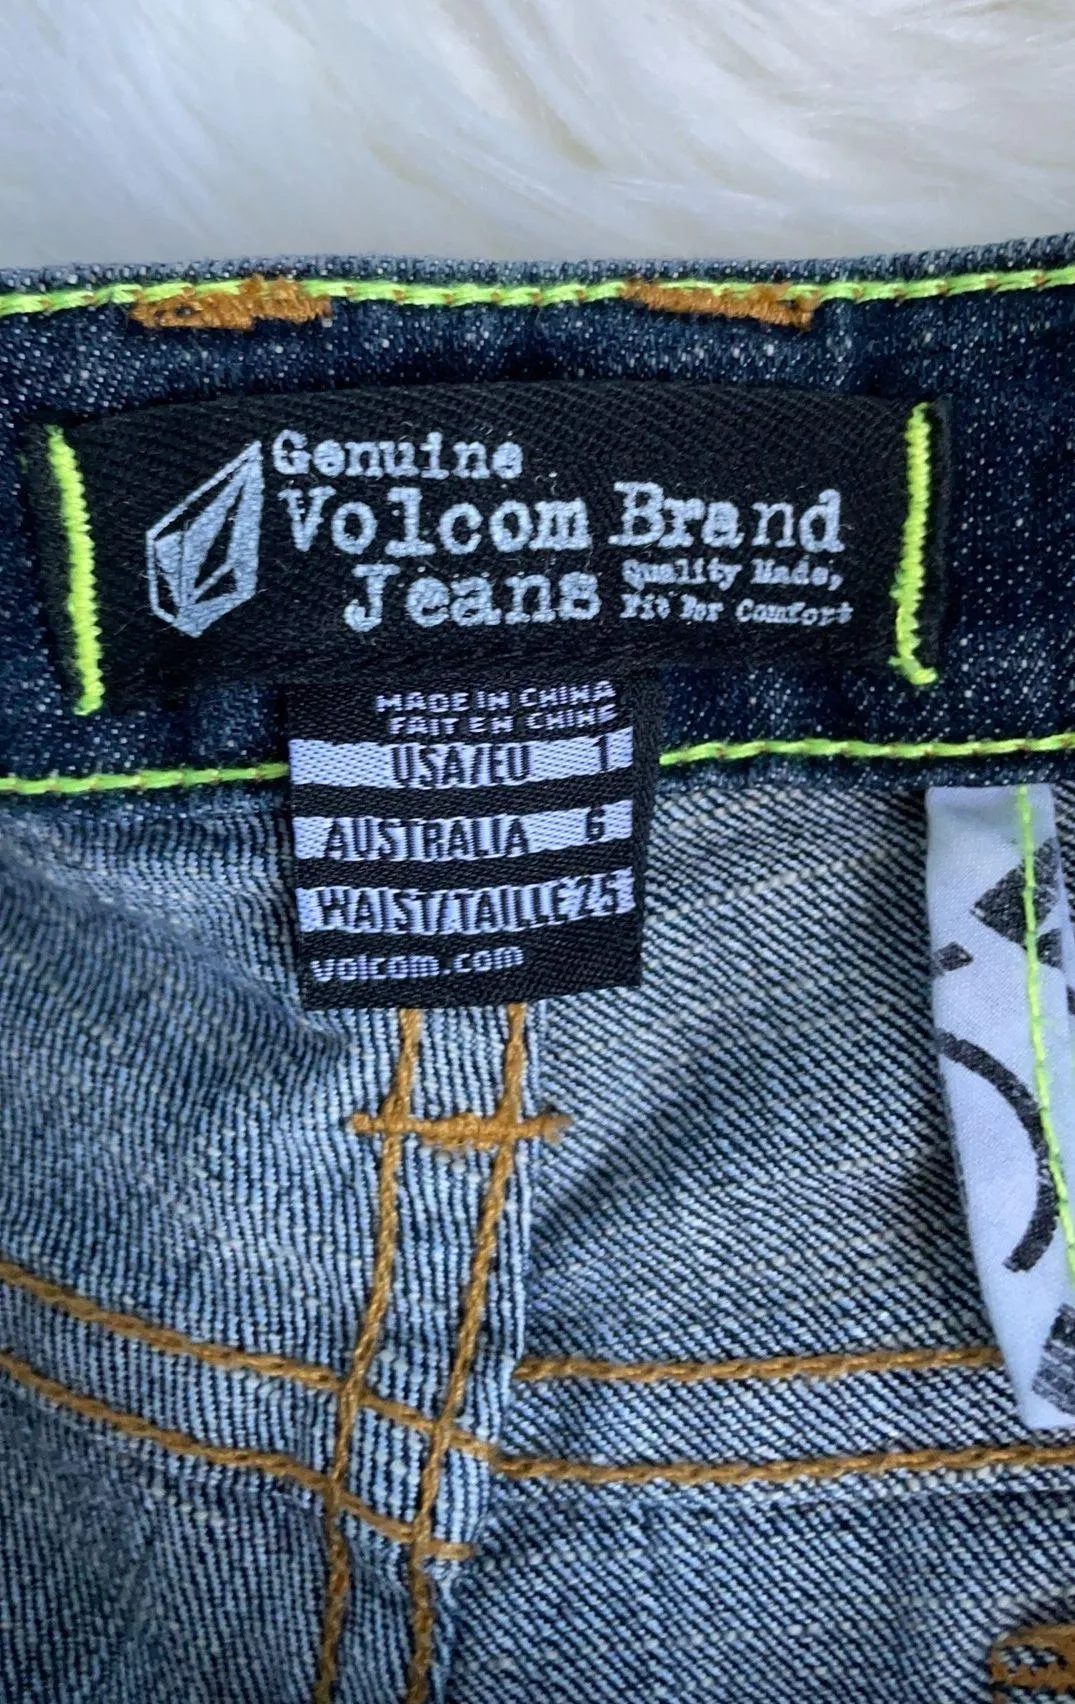 Genuine
Volcom Brand
Jeans
Quality Made,
Fit For Comfort
MADE IN CHINA
FAIT EN CHINE
USA/EU 1
AUSTRALIA 6
WAIST/TAILLE 25
volcom.com